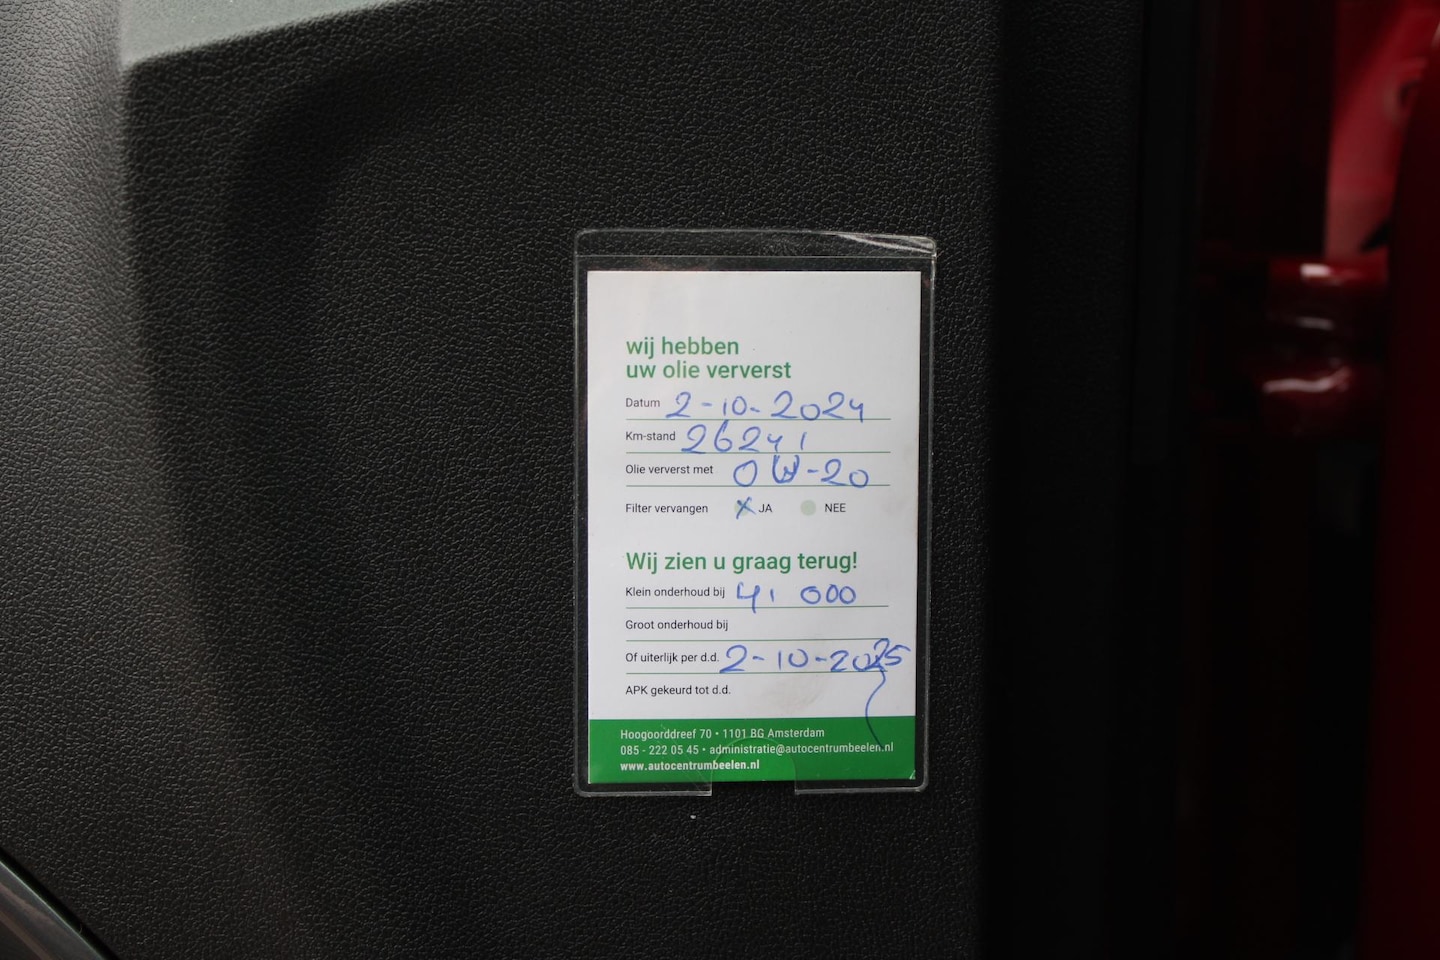 wij hebben
uw olie ververst
Datum 2-10-2024
Km-stand 26241
Olie ververst met 0W-20
Filter vervangen X JA NEE
Wij zien u graag terug!
Klein onderhoud bij 41 000
Groot onderhoud bij
Of uiterlijk per d.d. 2-10-2025
APK gekeurd tot d.d.
Hoogoorddreef 70 • 1101 BG Amsterdam
085 - 222 05 45 • administratie@autocentrumbeelen.nl
www.autocentrumbeelen.nl